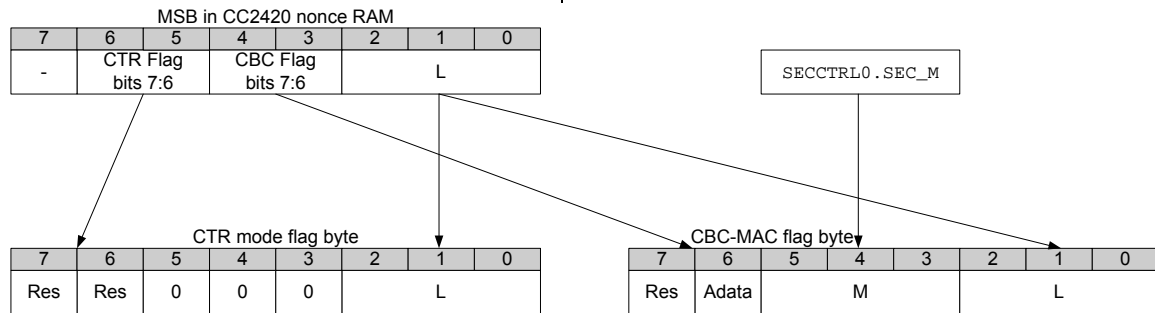 MSB in CC2420 nonce RAM
7 6 5 4 3 2 1 0
- CTR Flag bits 7:6 CBC Flag bits 7:6 L
SECCTRL0.SEC_M
CTR mode flag byte
7 6 5 4 3 2 1 0
Res Res 0 0 0 L
CBC-MAC flag byte
7 6 5 4 3 2 1 0
Res Adata M L